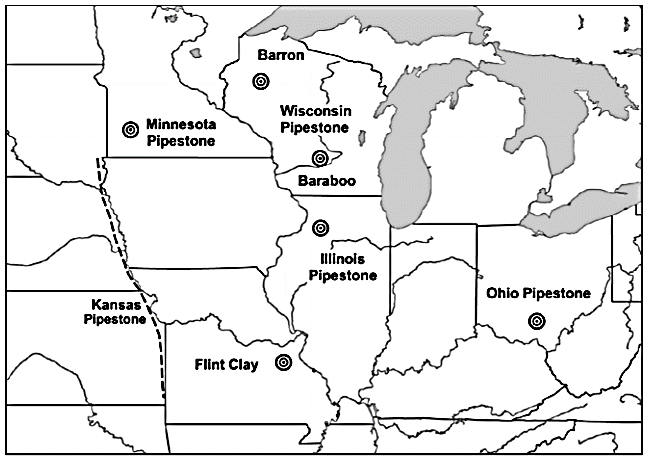 Barron
Wisconsin
Pipestone
Minnesota
Pipestone
Baraboo
Illinois
Pipestone
Ohio Pipestone
Kansas
Pipestone
Flint Clay